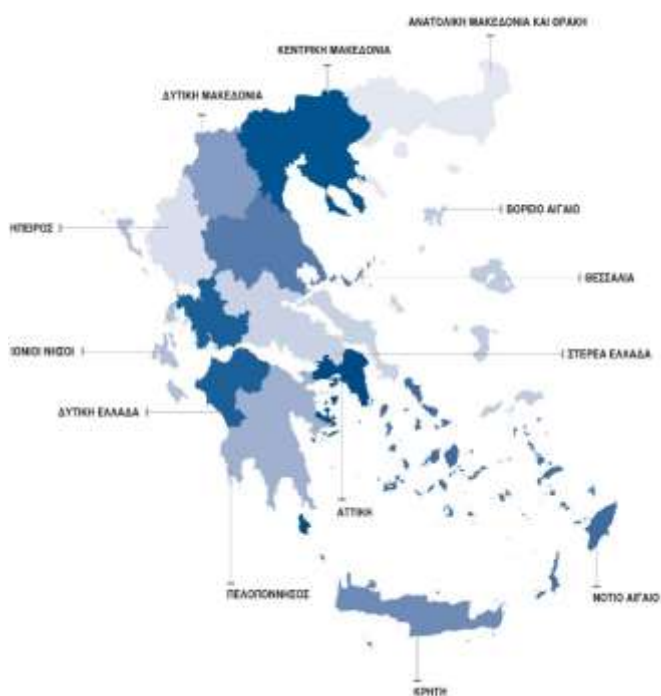 ΑΝΑΤΟΛΙΚΗ ΜΑΚΕΔΟΝΙΑ ΚΑΙ ΘΡΑΚΗ
ΚΕΝΤΡΙΚΗ ΜΑΚΕΔΟΝΙΑ
ΔΥΤΙΚΗ ΜΑΚΕΔΟΝΙΑ
ΒΟΡΕΙΟ ΑΙΓΑΙΟ
ΗΠΕΙΡΟΣ
ΘΕΣΣΑΛΙΑ
ΙΟΝΙΟΙ ΝΗΣΟΙ
ΣΤΕΡΕΑ ΕΛΛΑΔΑ
ΔΥΤΙΚΗ ΕΛΛΑΔΑ
ΑΤΤΙΚΗ
ΠΕΛΟΠΟΝΝΗΣΟΣ
ΝΟΤΙΟ ΑΙΓΑΙΟ
ΚΡΗΤΗ